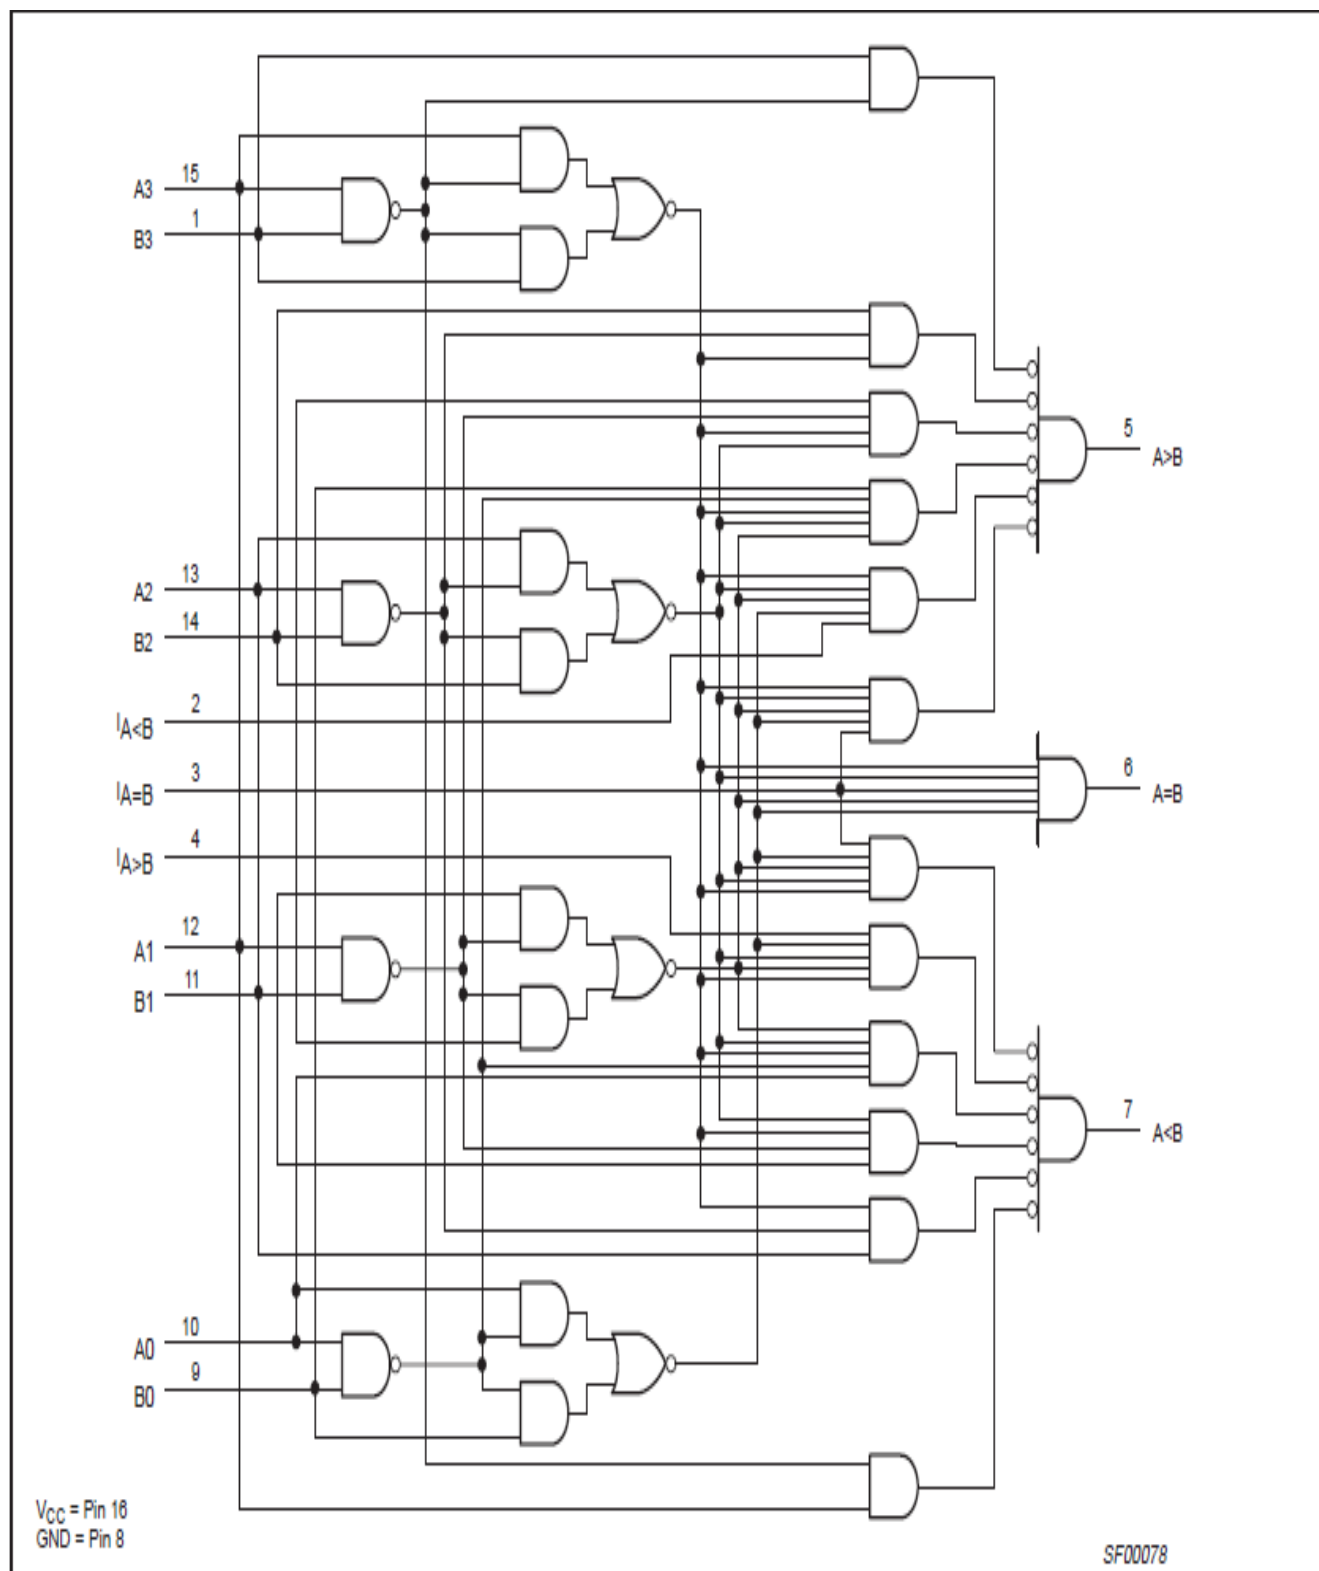 A3 15
B3 1
A2 13
B2 14
IA<B 2
IA=B 3
IA>B 4
A1 12
B1 11
A0 10
B0 9
5 A>B
6 A=B
7 A<B
VCC = Pin 16
GND = Pin 8
SF00078